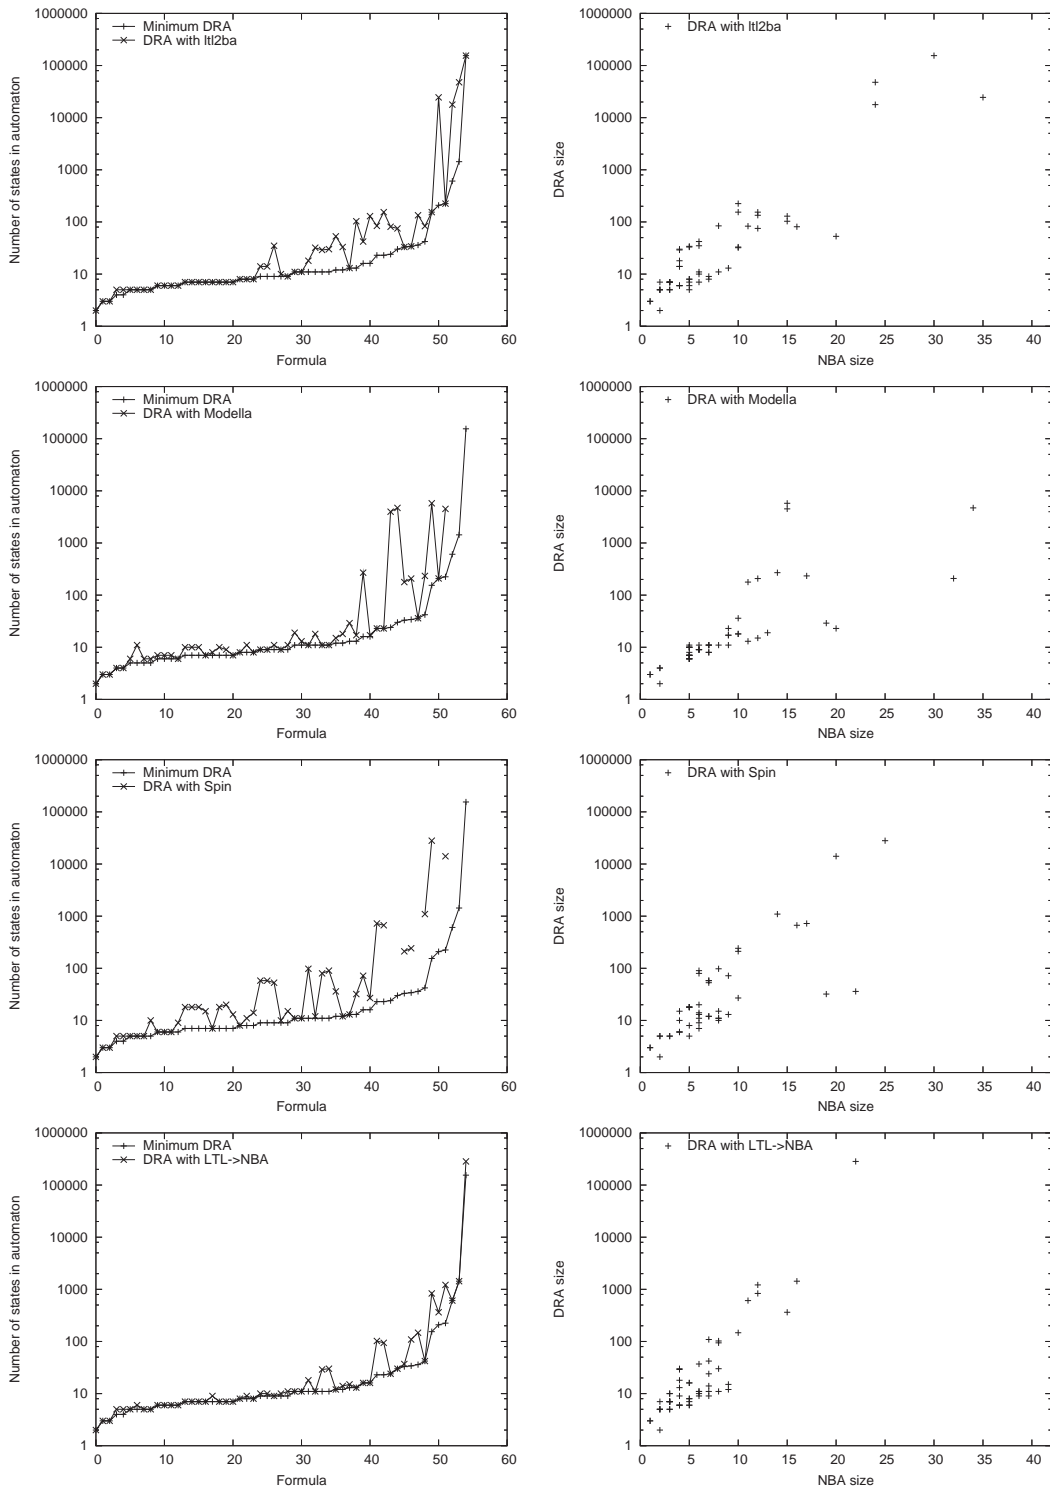 Number of states in automaton
1000000
100000
10000
1000
100
10
1
Minimum DRA
DRA with ltl2ba
0 10 20 30 40 50 60
Formula
DRA size
1000000
100000
10000
1000
100
10
1
DRA with ltl2ba
0 5 10 15 20 25 30 35 40
NBA size
Number of states in automaton
1000000
100000
10000
1000
100
10
1
Minimum DRA
DRA with Modella
0 10 20 30 40 50 60
Formula
DRA size
1000000
100000
10000
1000
100
10
1
DRA with Modella
0 5 10 15 20 25 30 35 40
NBA size
Number of states in automaton
1000000
100000
10000
1000
100
10
1
Minimum DRA
DRA with Spin
0 10 20 30 40 50 60
Formula
DRA size
1000000
100000
10000
1000
100
10
1
DRA with Spin
0 5 10 15 20 25 30 35 40
NBA size
Number of states in automaton
1000000
100000
10000
1000
100
10
1
Minimum DRA
DRA with LTL->NBA
0 10 20 30 40 50 60
Formula
DRA size
1000000
100000
10000
1000
100
10
1
DRA with LTL->NBA
0 5 10 15 20 25 30 35 40
NBA size